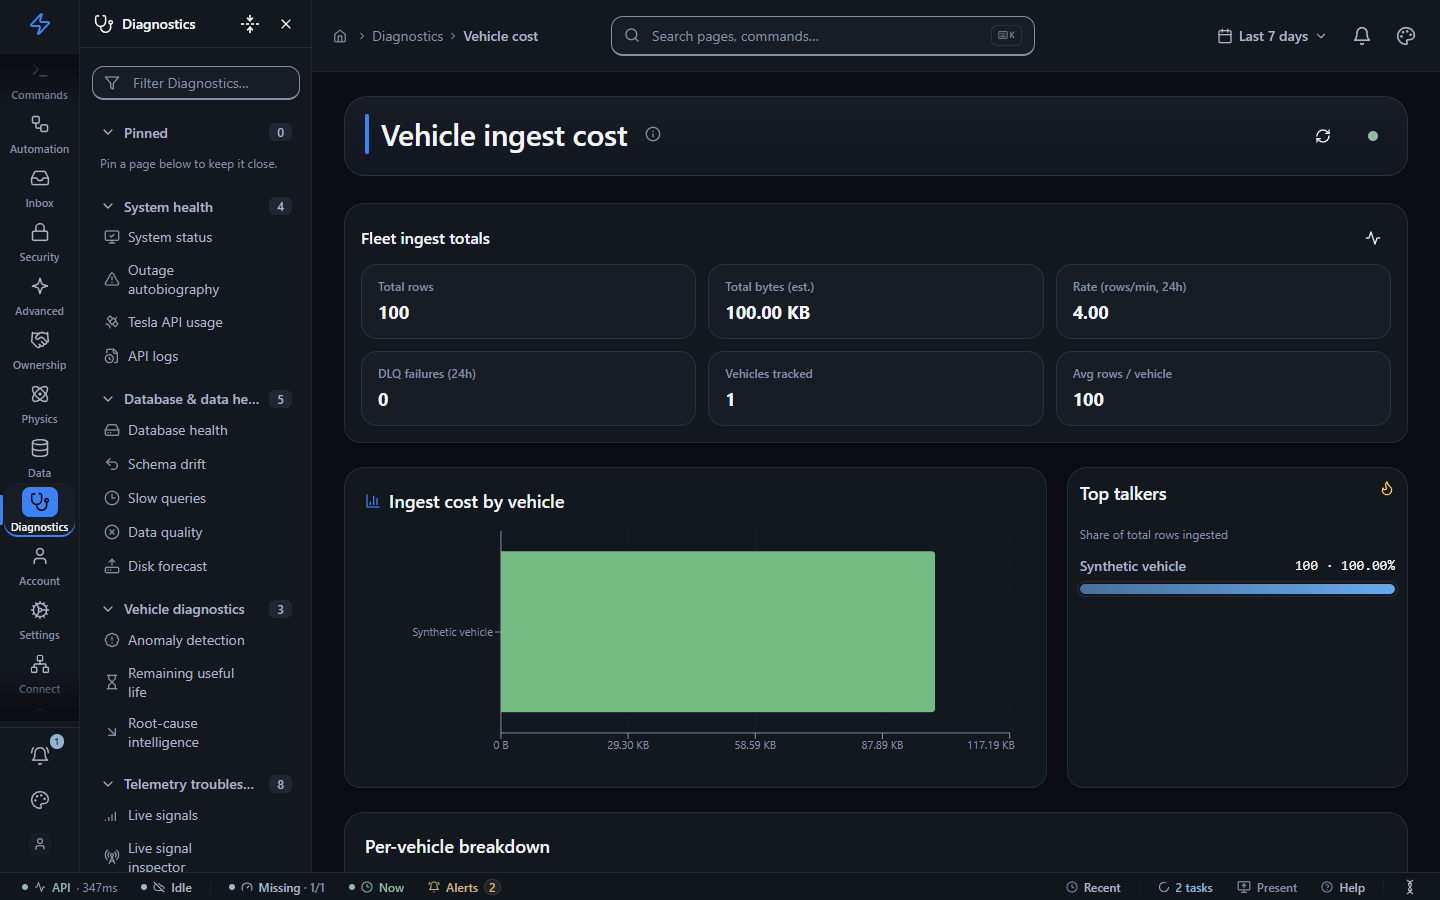 Commands
Automation
Inbox
Security
Advanced
Ownership
Physics
Data
Diagnostics
Account
Settings
Connect
1
Diagnostics
Filter Diagnostics...
Pinned 0
Pin a page below to keep it close.
System health 4
System status
Outage
autobiography
Tesla API usage
API logs
Database & data he... 5
Database health
Schema drift
Slow queries
Data quality
Disk forecast
Vehicle diagnostics 3
Anomaly detection
Remaining useful
life
Root-cause
intelligence
Telemetry troubles... 8
Live signals
Live signal
inspector
Diagnostics > Vehicle cost
Search pages, commands... K
Last 7 days
Vehicle ingest cost
Fleet ingest totals
Total rows
100
Total bytes (est.)
100.00 KB
Rate (rows/min, 24h)
4.00
DLQ failures (24h)
0
Vehicles tracked
1
Avg rows / vehicle
100
Ingest cost by vehicle
Synthetic vehicle
0 B 29.30 KB 58.59 KB 87.89 KB 117.19 KB
Top talkers
Share of total rows ingested
Synthetic vehicle 100 · 100.00%
Per-vehicle breakdown
API · 347ms Idle Missing · 1/1 Now Alerts 2 Recent 2 tasks Present Help